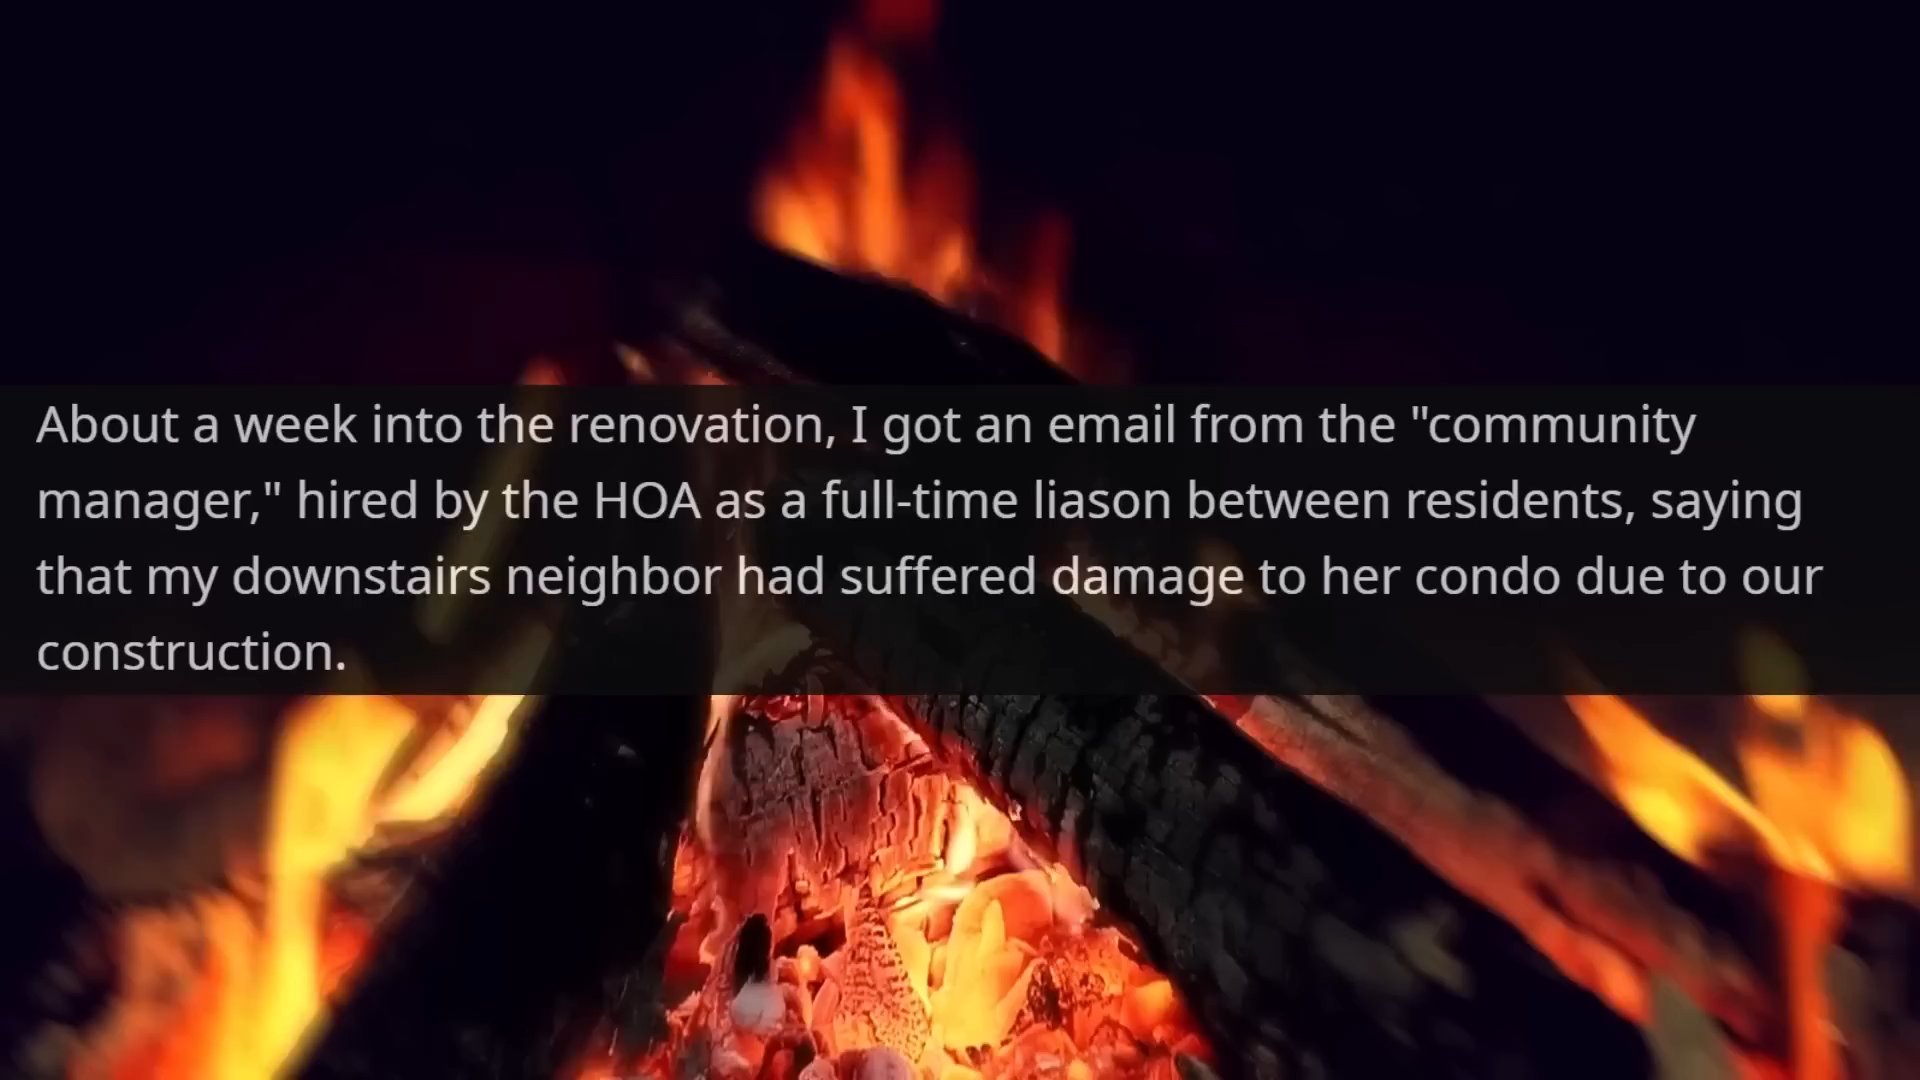 About a week into the renovation, I got an email from the "community
manager," hired by the HOA as a full-time liason between residents, saying
that my downstairs neighbor had suffered damage to her condo due to our
construction.